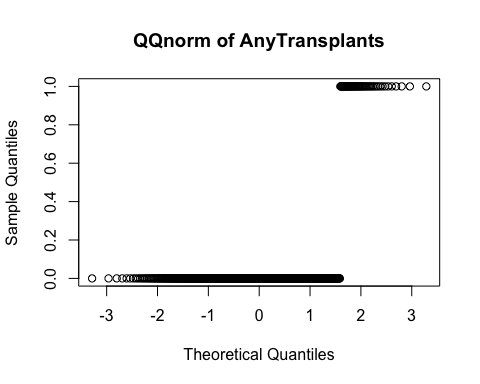 QQnorm of AnyTransplants
Sample Quantiles
1.0
0.8
0.6
0.4
0.2
0.0
-3 -2 -1 0 1 2 3
Theoretical Quantiles